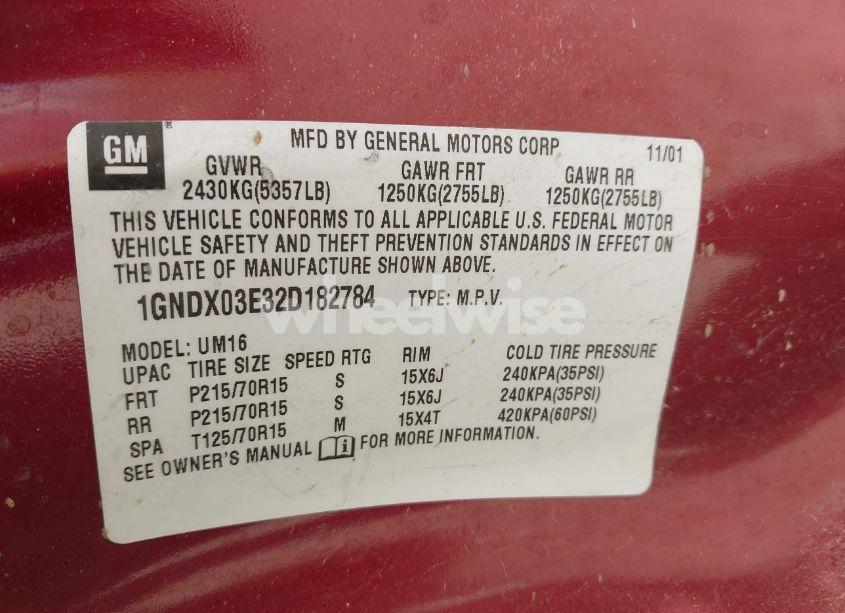 GM® MFD BY GENERAL MOTORS CORP. 11/01
GVWR GAWR FRT GAWR RR
2430KG(5357LB) 1250KG(2755LB) 1250KG(2755LB)
THIS VEHICLE CONFORMS TO ALL APPLICABLE U.S. FEDERAL MOTOR
VEHICLE SAFETY AND THEFT PREVENTION STANDARDS IN EFFECT ON
THE DATE OF MANUFACTURE SHOWN ABOVE.
1GNDX03E32D182784 TYPE: M.P.V.
wheelwise
MODEL: UM16
UPAC TIRE SIZE SPEED RTG RIM COLD TIRE PRESSURE
FRT P215/70R15 S 15X6J 240KPA(35PSI)
RR P215/70R15 S 15X6J 240KPA(35PSI)
SPA T125/70R15 M 15X4T 420KPA(60PSI)
SEE OWNER'S MANUAL FOR MORE INFORMATION.